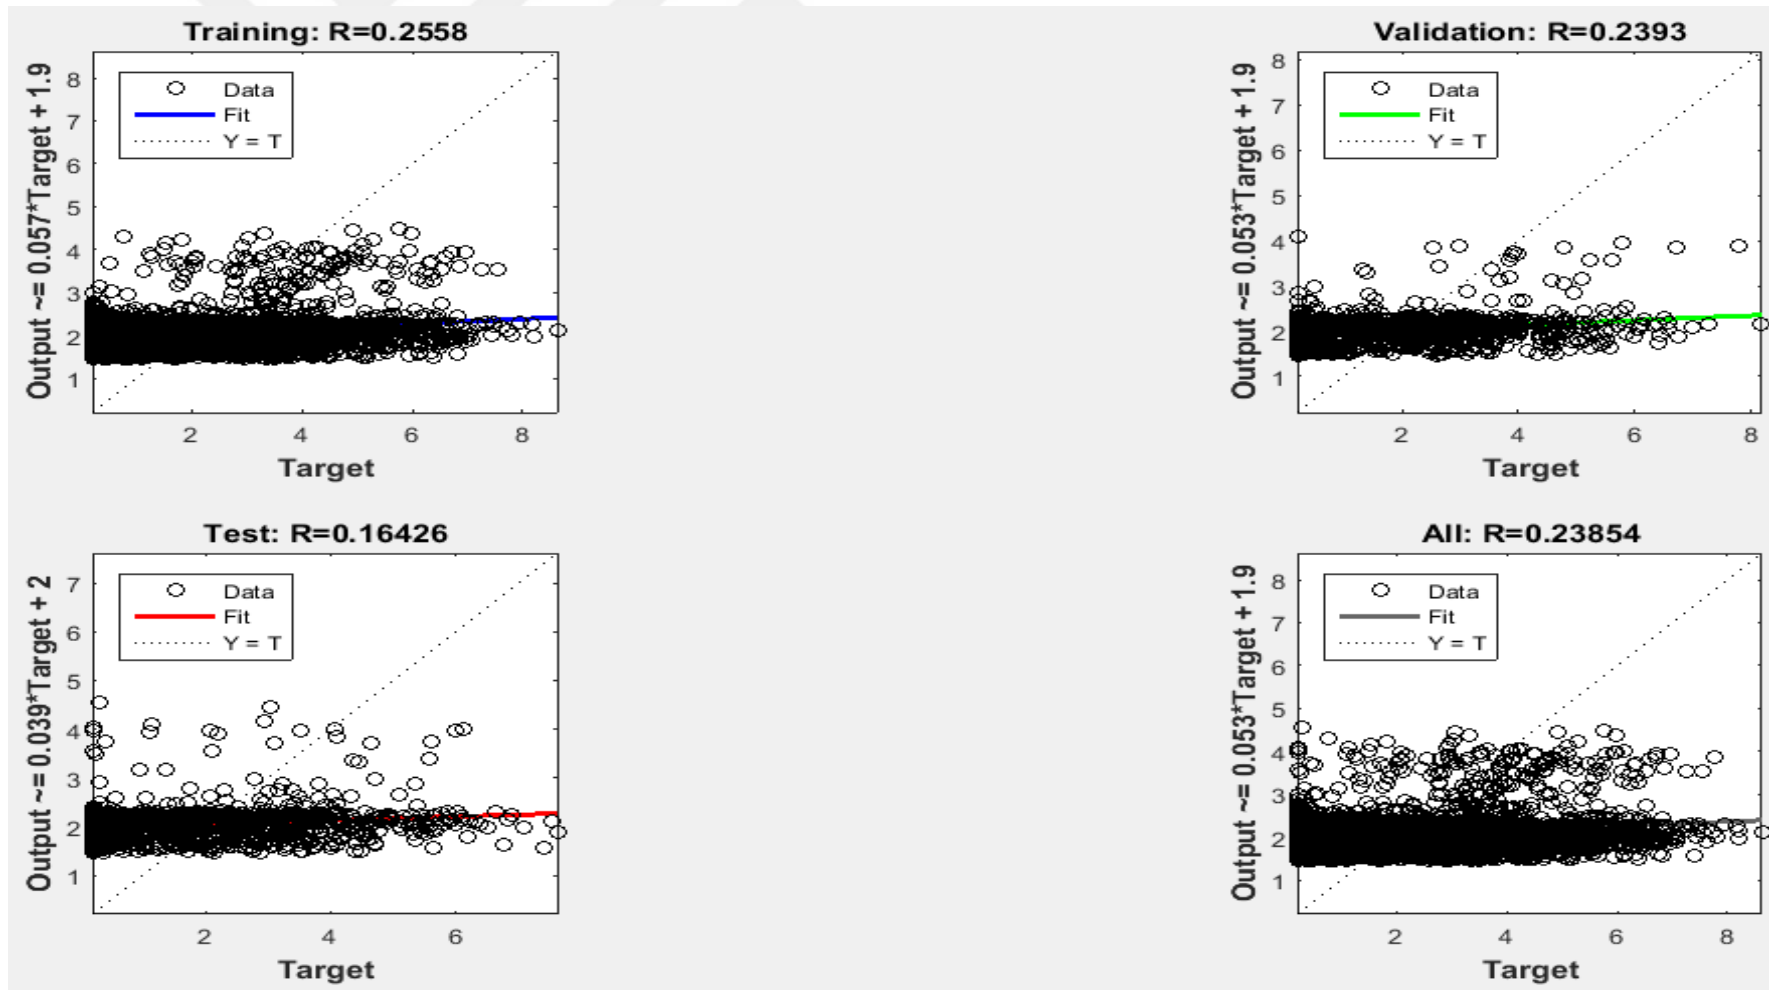 Training: R=0.2558
Output ~= 0.057*Target + 1.9
8
7
6
5
4
3
2
1
Data
Fit
Y = T
2 4 6 8
Target
Validation: R=0.2393
Output ~= 0.053*Target + 1.9
8
7
6
5
4
3
2
1
Data
Fit
Y = T
2 4 6 8
Target
Test: R=0.16426
Output ~= 0.039*Target + 2
7
6
5
4
3
2
1
Data
Fit
Y = T
2 4 6
Target
All: R=0.23854
Output ~= 0.053*Target + 1.9
8
7
6
5
4
3
2
1
Data
Fit
Y = T
2 4 6 8
Target